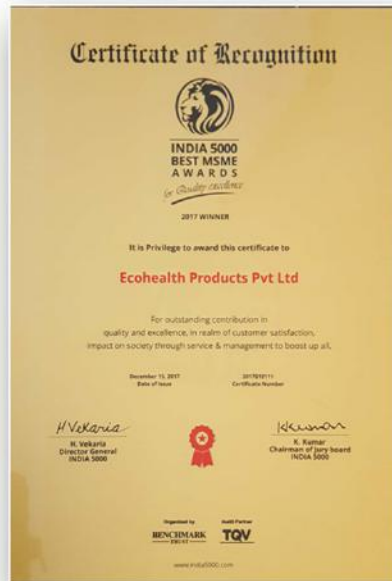 Certificate of Recognition
INDIA 5000
BEST MSME
AWARDS
for Quality excellence
2017 WINNER
It is Privilege to award this certificate to
Ecohealth Products Pvt Ltd
For outstanding contribution in
quality and excellence, in realm of customer satisfaction,
impact on society through service & management to boost up all.
December 15, 2017
Date of Issue
Certificate Number
H Vekaria
H. Vekaria
Director General
INDIA 5000
K. Kumar
Chairman of Jury board
INDIA 5000
Organised by
BENCHMARK
TRUST
Audit Partner
TQV
www.india5000.com